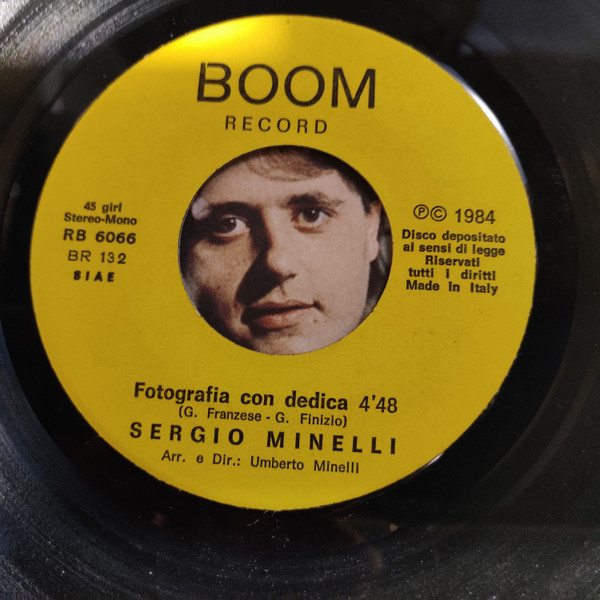 BOOM
RECORD
45 giri
Stereo-Mono
RB 6066
BR 132
SIAE
℗© 1984
Disco depositato
ai sensi di legge
Riservati
tutti i diritti
Made in Italy
Fotografia con dedica 4'48
(G. Franzese - G. Finizio)
SERGIO MINELLI
Arr. e Dir.: Umberto Minelli